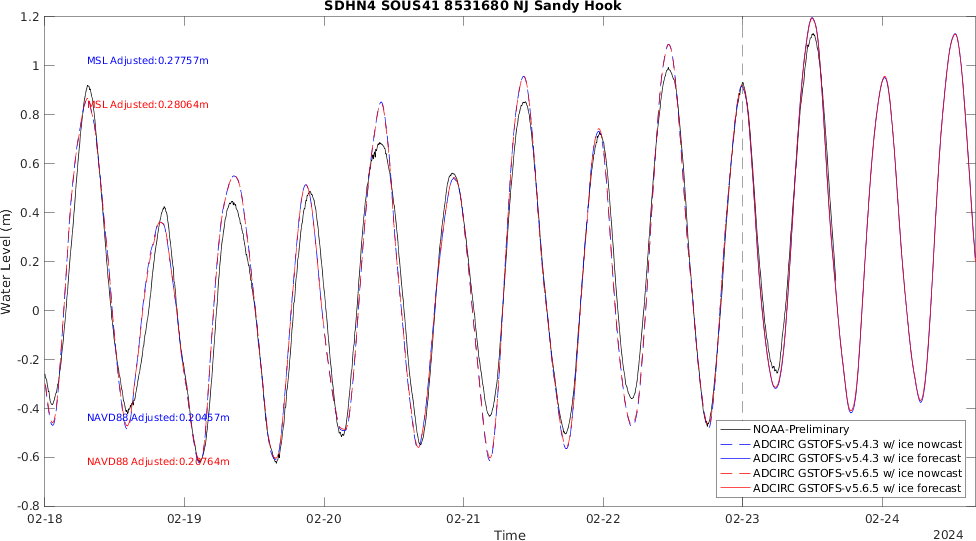 SDHN4 SOUS41 8531680 NJ Sandy Hook
Water Level (m)
1.2
1
0.8
0.6
0.4
0.2
0
-0.2
-0.4
-0.6
-0.8
MSL Adjusted:0.27757m
MSL Adjusted:0.28064m
NAVD88 Adjusted:0.20457m
NAVD88 Adjusted:0.20764m
NOAA-Preliminary
ADCIRC GSTOFS-v5.4.3 w/ ice nowcast
ADCIRC GSTOFS-v5.4.3 w/ ice forecast
ADCIRC GSTOFS-v5.6.5 w/ ice nowcast
ADCIRC GSTOFS-v5.6.5 w/ ice forecast
02-18 02-19 02-20 02-21 02-22 02-23 02-24
Time
2024